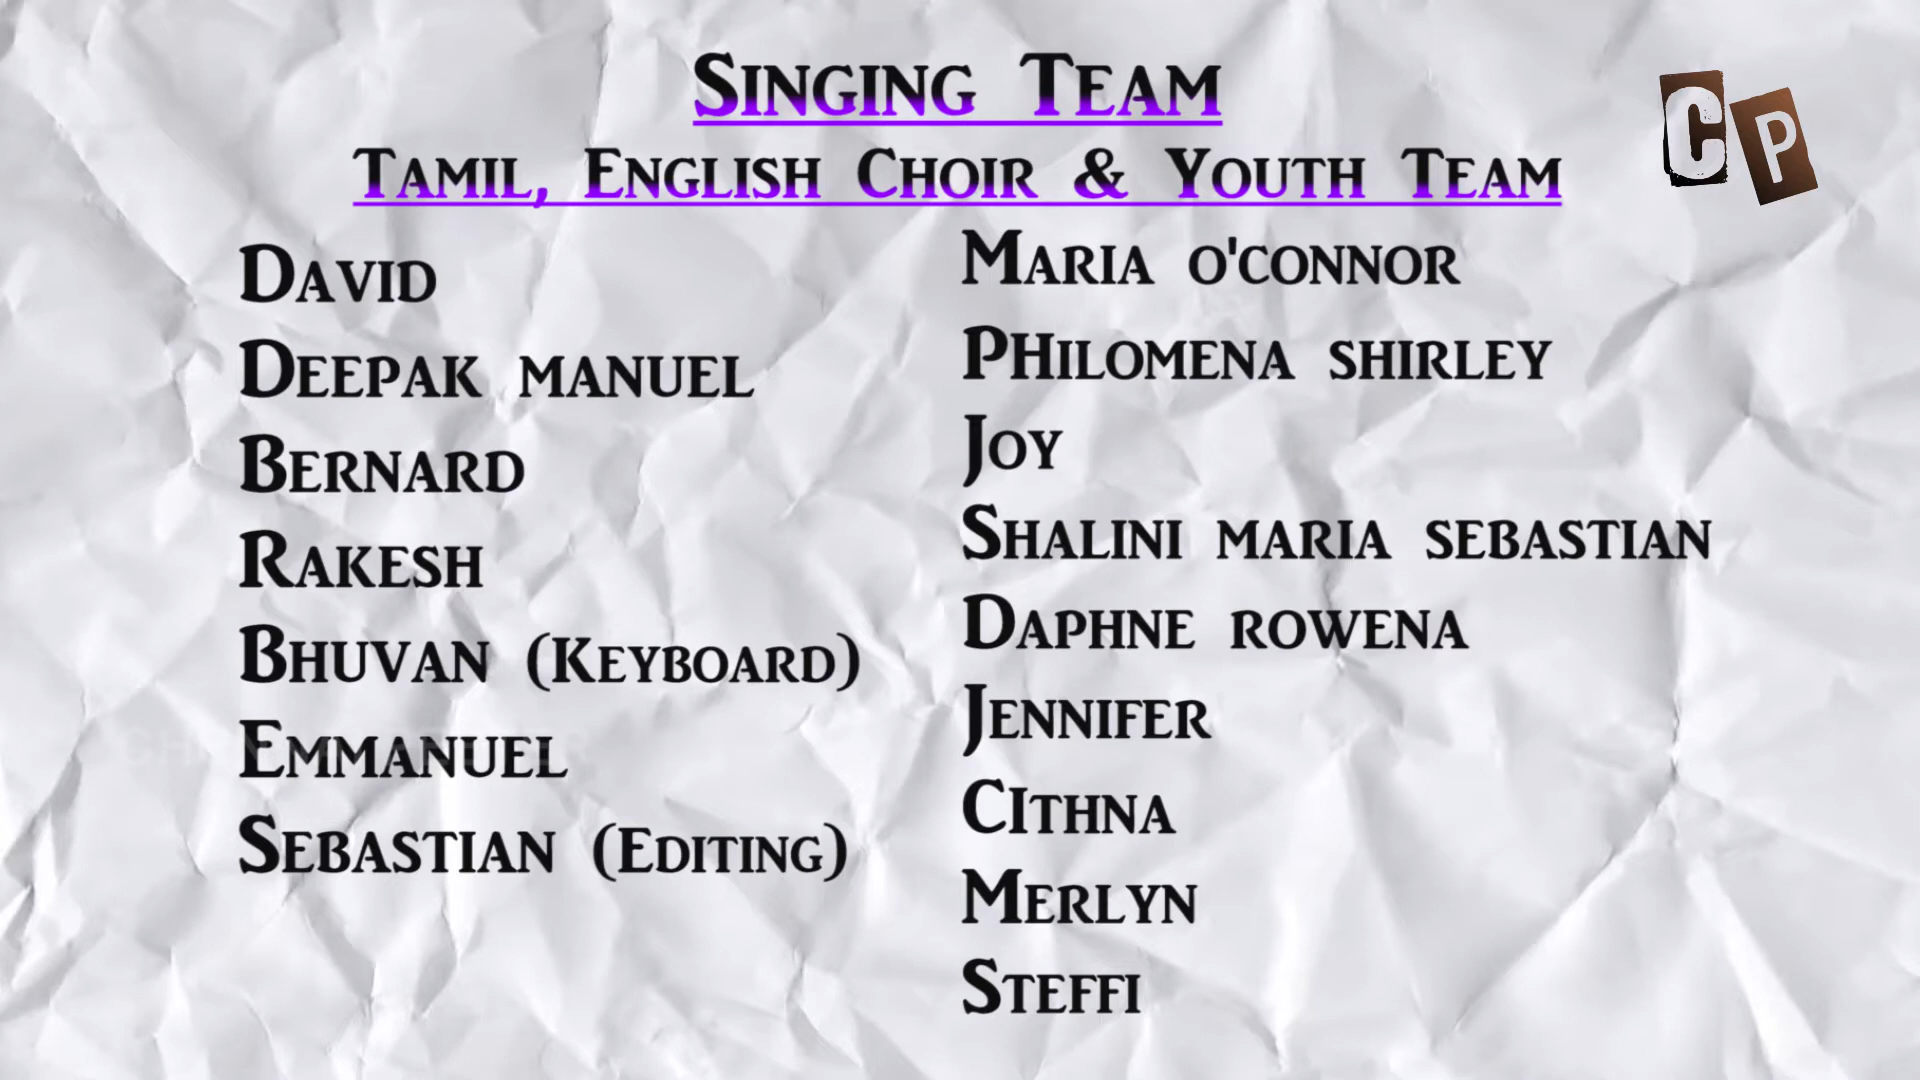 Singing Team
Tamil, English Choir & Youth Team
David
Deepak manuel
Bernard
Rakesh
Bhuvan (Keyboard)
Emmanuel
Sebastian (Editing)
Maria o'connor
PHilomena shirley
Joy
Shalini maria sebastian
Daphne rowena
Jennifer
CIthna
Merlyn
Steffi
CP